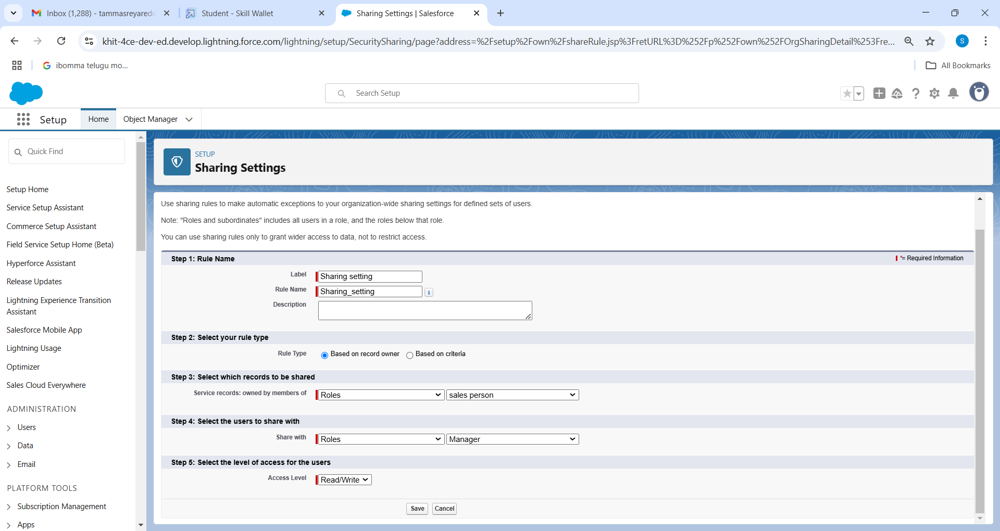 Inbox (1,288) - tammasreyaredd
Student - Skill Wallet
Sharing Settings | Salesforce
khit-4ce-dev-ed.develop.lightning.force.com/lightning/setup/SecuritySharing/page?address=%2Fsetup%2Fown%2FshareRule.jsp%3FretURL%3D%252Fp%252Fown%252FOrgSharingDetail%253Fre...
S
ibomma telugu mo...
All Bookmarks
Search Setup
Setup
Home
Object Manager
Quick Find
Setup Home
Service Setup Assistant
Commerce Setup Assistant
Field Service Setup Home (Beta)
Hyperforce Assistant
Release Updates
Lightning Experience Transition
Assistant
Salesforce Mobile App
Lightning Usage
Optimizer
Sales Cloud Everywhere
ADMINISTRATION
Users
Data
Email
PLATFORM TOOLS
Subscription Management
Apps
SETUP
Sharing Settings
Use sharing rules to make automatic exceptions to your organization-wide sharing settings for defined sets of users.
Note: "Roles and subordinates" includes all users in a role, and the roles below that role.
You can use sharing rules only to grant wider access to data, not to restrict access.
Step 1: Rule Name
*= Required Information
Label
Sharing setting
Rule Name
Sharing_setting
i
Description
Step 2: Select your rule type
Rule Type
Based on record owner
Based on criteria
Step 3: Select which records to be shared
Service records: owned by members of
Roles
sales person
Step 4: Select the users to share with
Share with
Roles
Manager
Step 5: Select the level of access for the users
Access Level
Read/Write
Save
Cancel